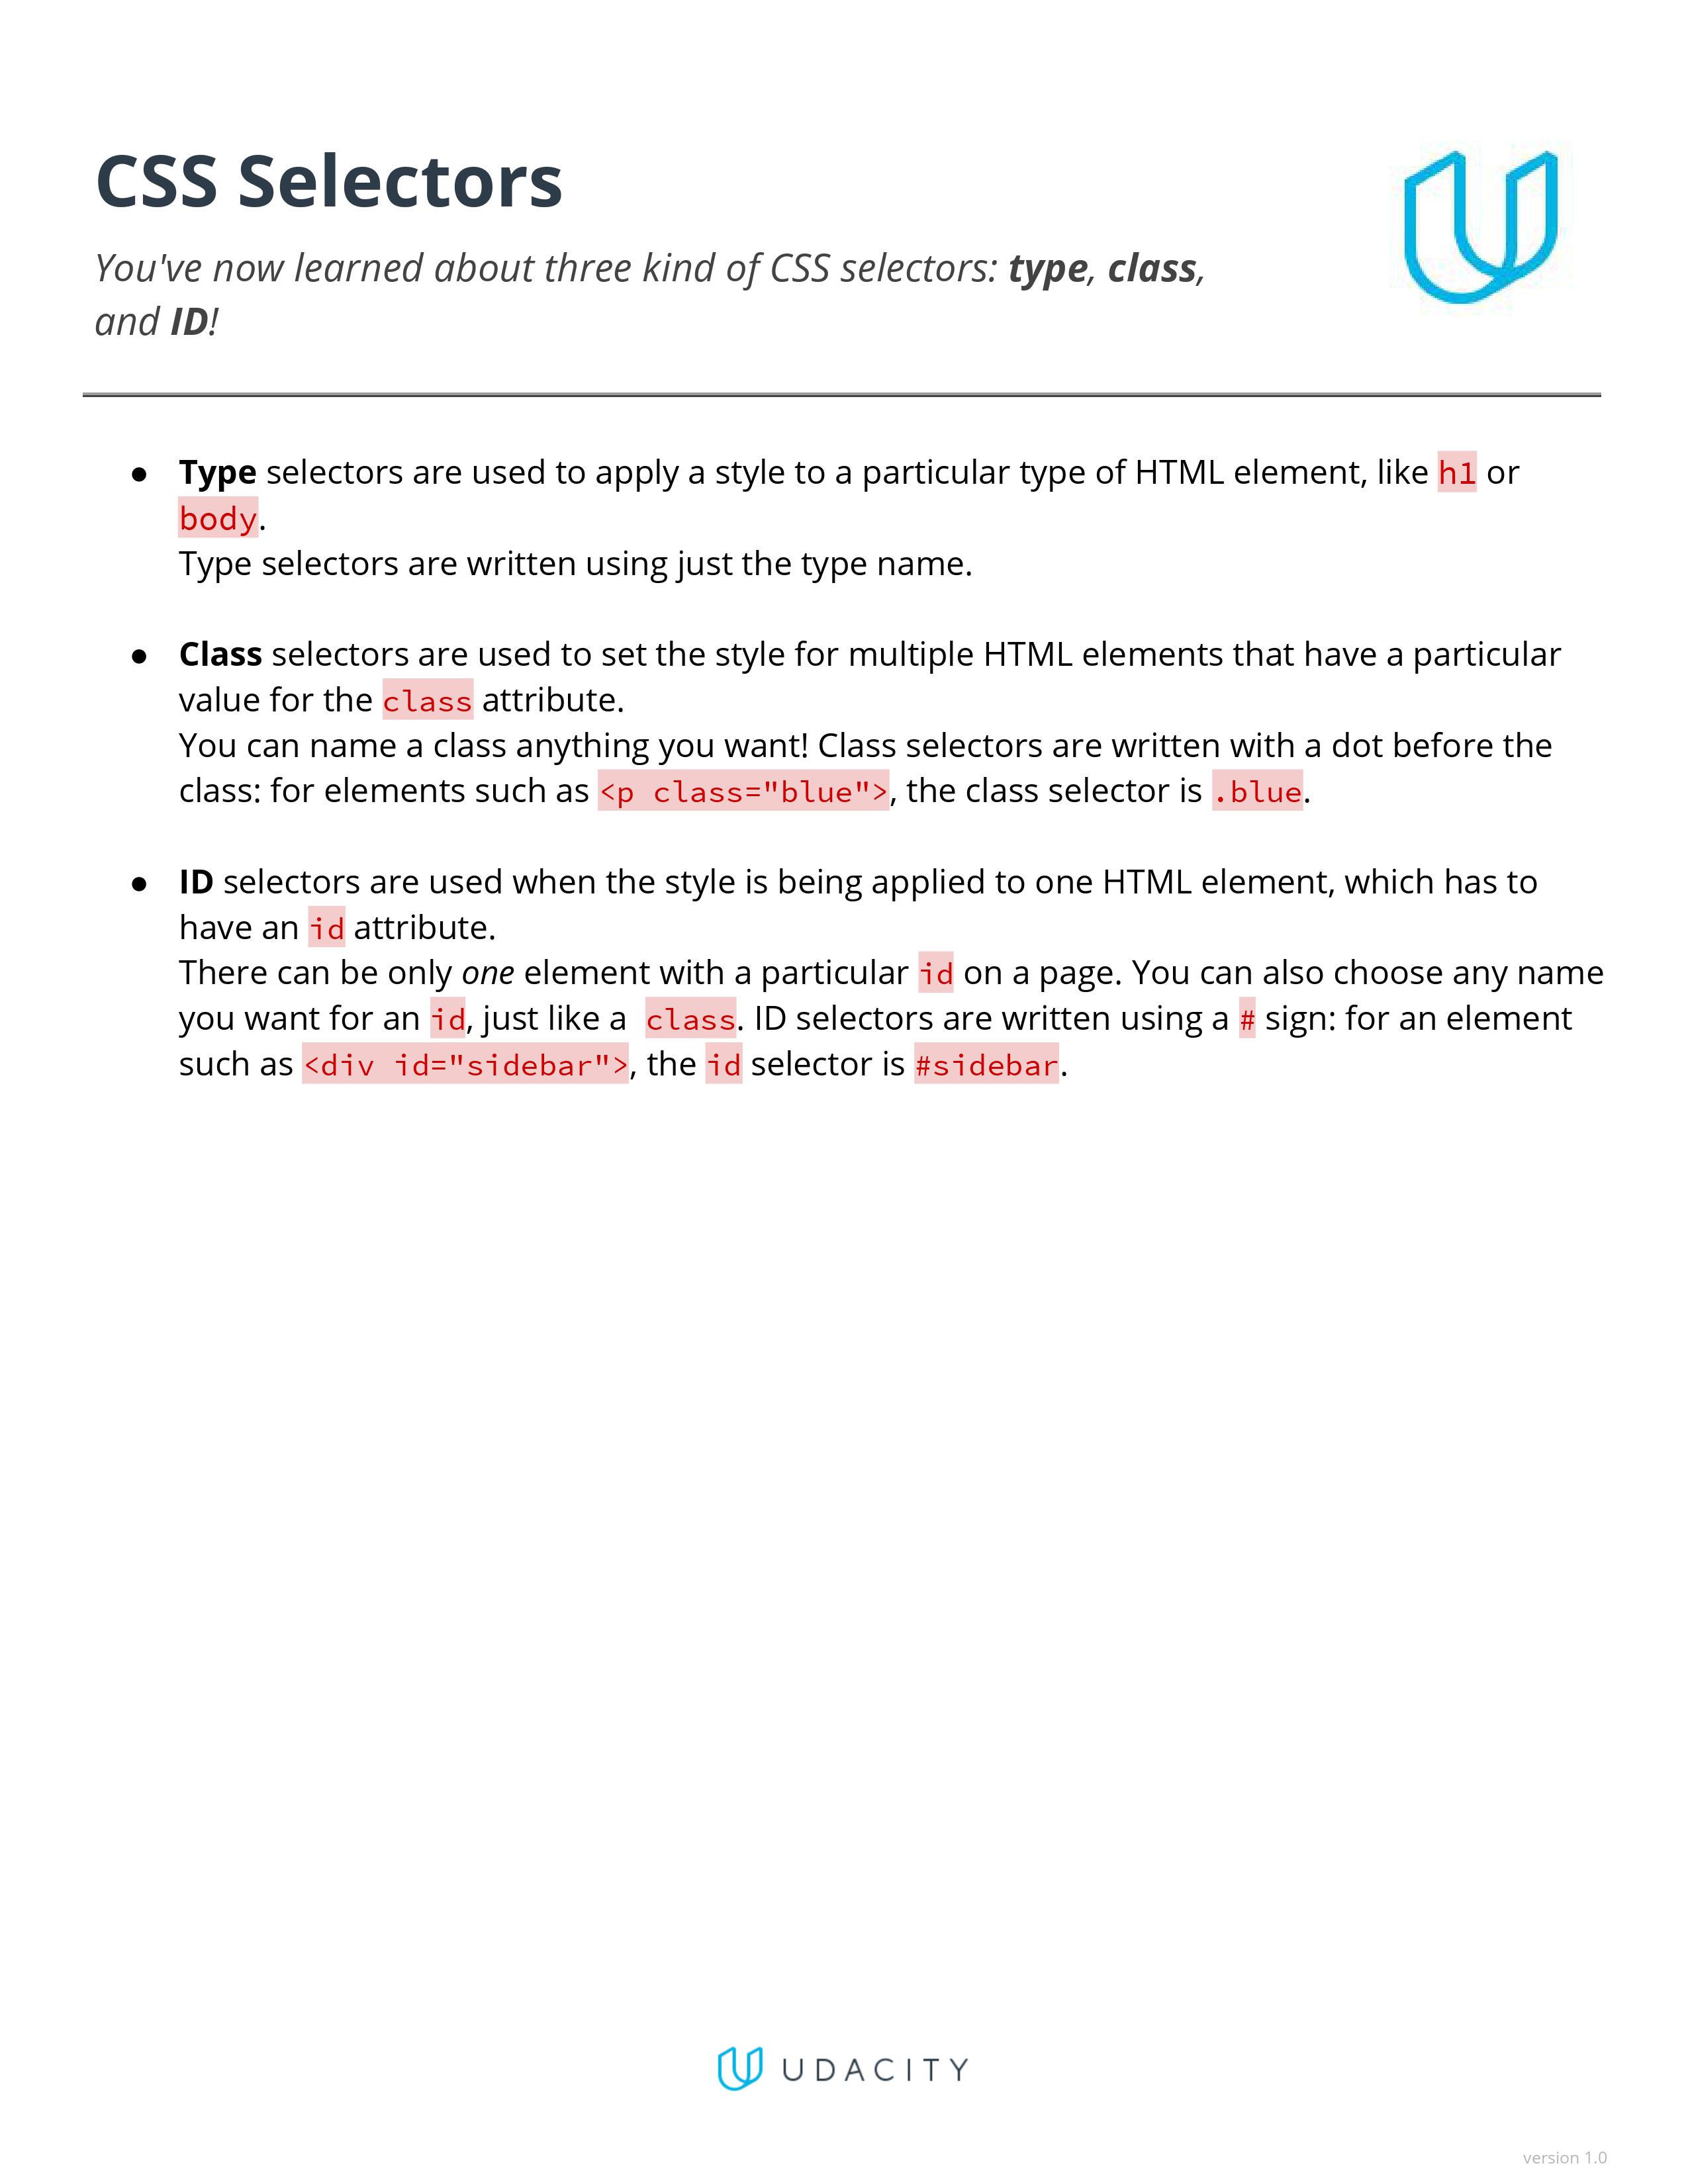 CSS Selectors
You've now learned about three kind of CSS selectors: type, class,
and ID!
● Type selectors are used to apply a style to a particular type of HTML element, like h1 or
body.
Type selectors are written using just the type name.
● Class selectors are used to set the style for multiple HTML elements that have a particular
value for the class attribute.
You can name a class anything you want! Class selectors are written with a dot before the
class: for elements such as <p class="blue">, the class selector is .blue.
● ID selectors are used when the style is being applied to one HTML element, which has to
have an id attribute.
There can be only one element with a particular id on a page. You can also choose any name
you want for an id, just like a class. ID selectors are written using a # sign: for an element
such as <div id="sidebar">, the id selector is #sidebar.
UDACITY
version 1.0